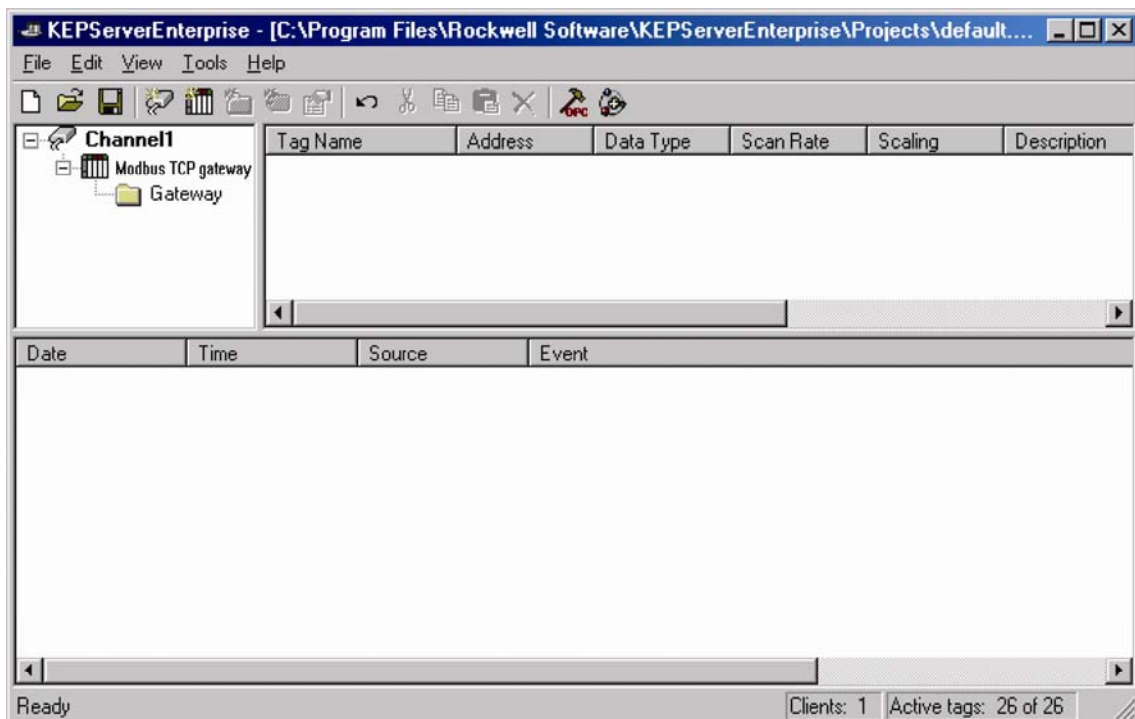 KEPServerEnterprise - [C:\Program Files\Rockwell Software\KEPServerEnterprise\Projects\default....
File Edit View Tools Help
OPC
Channel1
Modbus TCP gateway
Gateway
Tag Name Address Data Type Scan Rate Scaling Description
Date Time Source Event
Ready Clients: 1 Active tags: 26 of 26